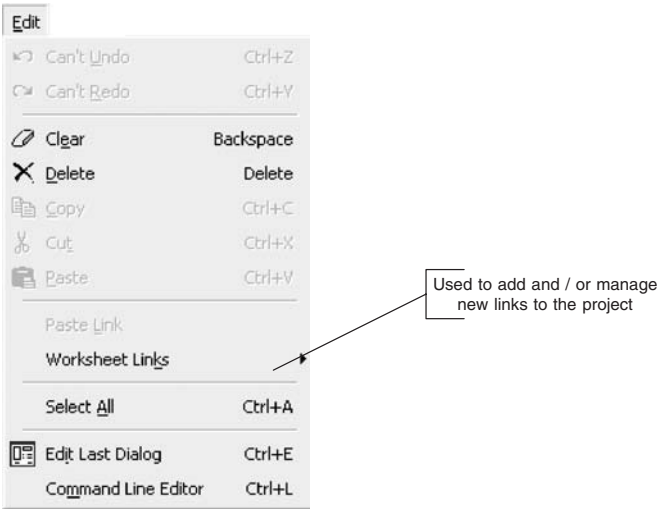 Edit
Can't Undo Ctrl+Z
Can't Redo Ctrl+Y
Clear Backspace
Delete Delete
Copy Ctrl+C
Cut Ctrl+X
Paste Ctrl+V
Paste Link
Worksheet Links
Select All Ctrl+A
Edit Last Dialog Ctrl+E
Command Line Editor Ctrl+L
Used to add and / or manage
new links to the project